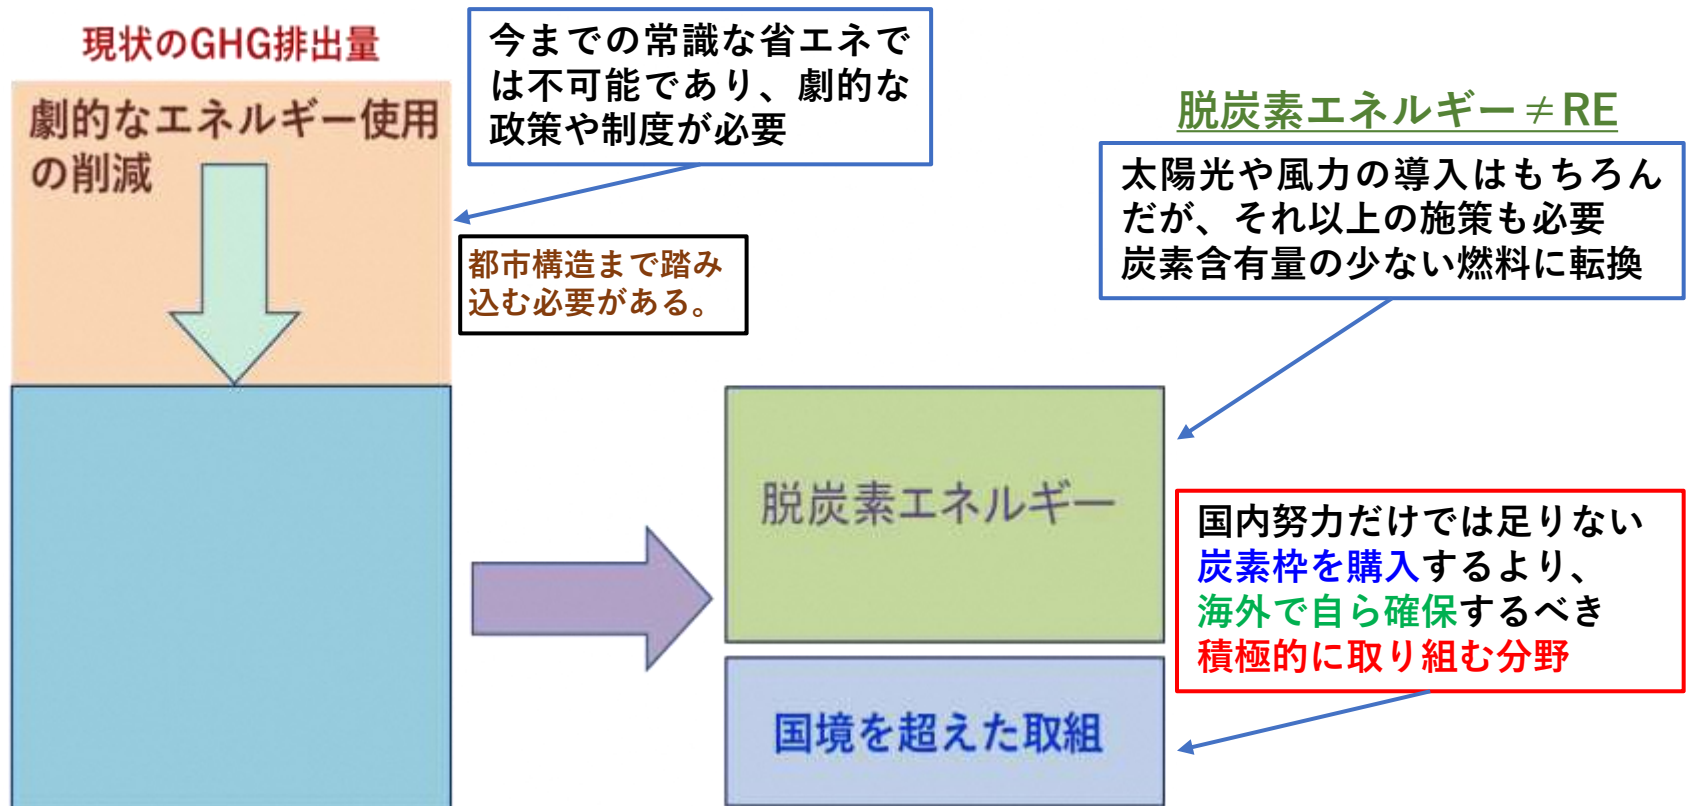 現状のGHG排出量
劇的なエネルギー使用
の削減
今までの常識な省エネで
は不可能であり、劇的な
政策や制度が必要
都市構造まで踏み
込む必要がある。
脱炭素エネルギー≠RE
太陽光や風力の導入はもちろん
だが、それ以上の施策も必要
炭素含有量の少ない燃料に転換
脱炭素エネルギー
国内努力だけでは足りない
炭素枠を購入するより、
海外で自ら確保するべき
積極的に取り組む分野
国境を超えた取組